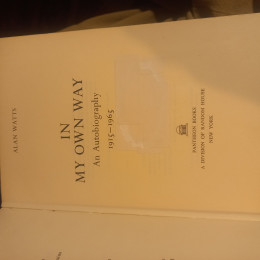 ALAN WATTS
IN
MY OWN WAY
An Autobiography
1915–1965
PANTHEON BOOKS
A DIVISION OF RANDOM HOUSE
NEW YORK